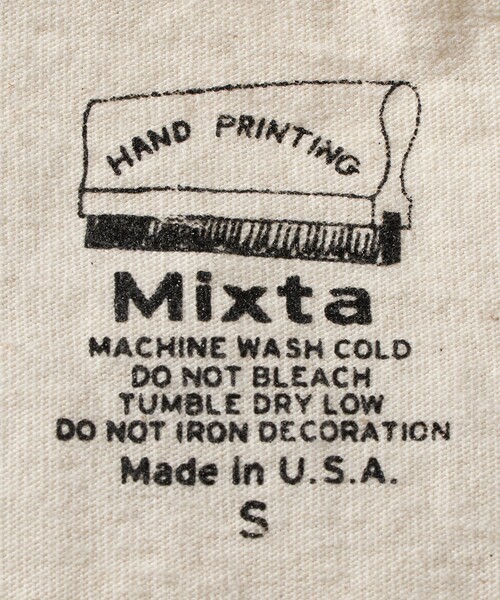 HAND PRINTING
Mixta
MACHINE WASH COLD
DO NOT BLEACH
TUMBLE DRY LOW
DO NOT IRON DECORATION
Made in U.S.A.
S